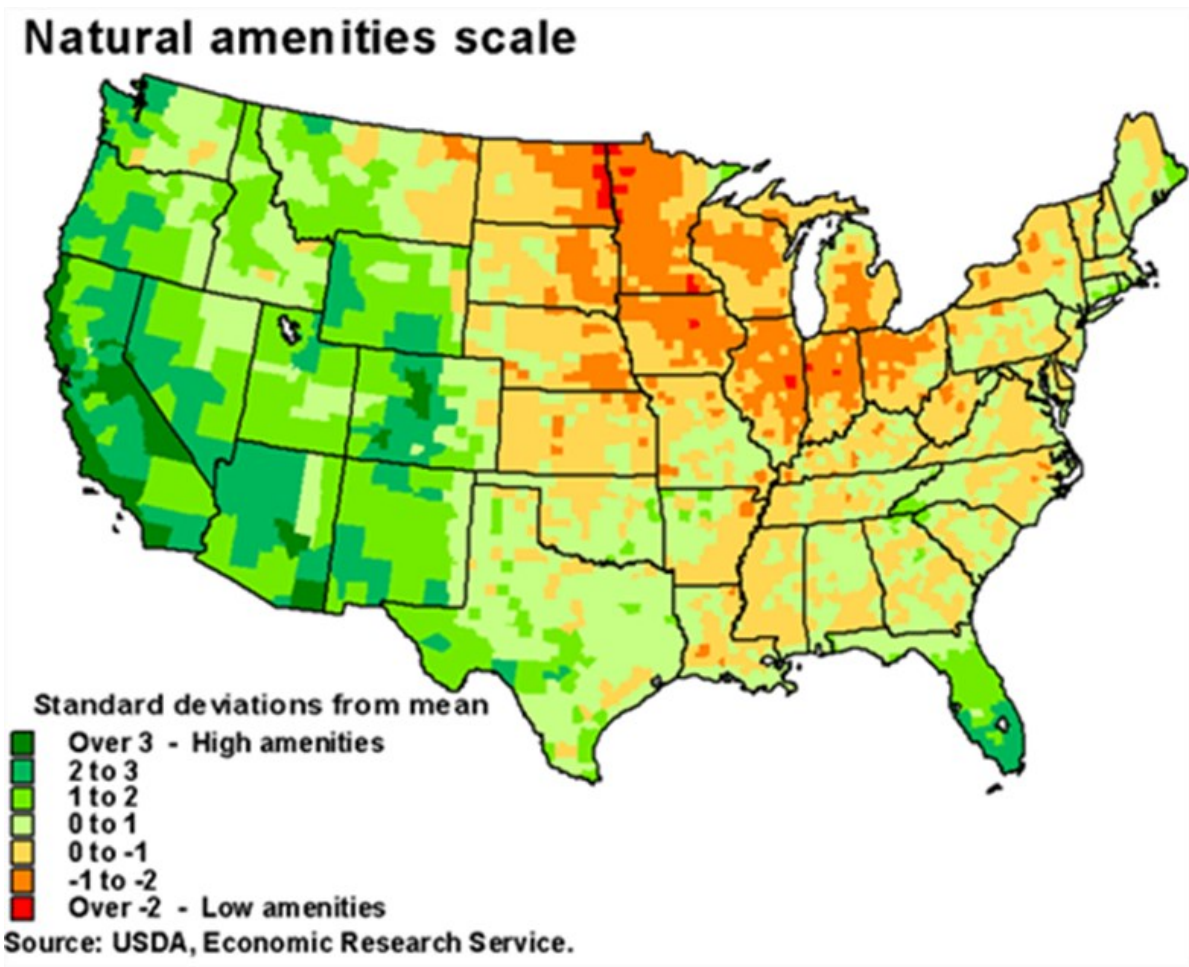 Natural amenities scale
Standard deviations from mean
Over 3 - High amenities
2 to 3
1 to 2
0 to 1
0 to -1
-1 to -2
Over -2 - Low amenities
Source: USDA, Economic Research Service.